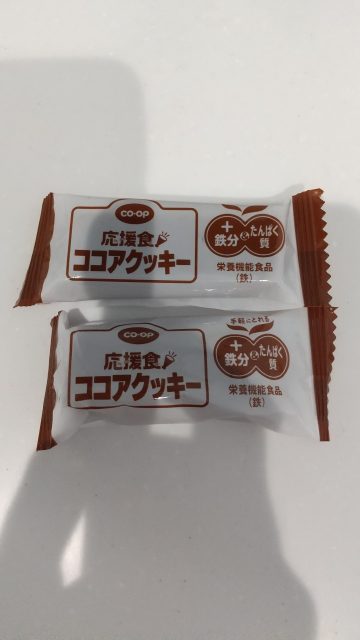 CO・OP
応援食
ココアクッキー
+
鉄分&たんぱく質
栄養機能食品
(鉄)
CO・OP
応援食
ココアクッキー
手軽にとれる
+
鉄分&たんぱく質
栄養機能食品
(鉄)